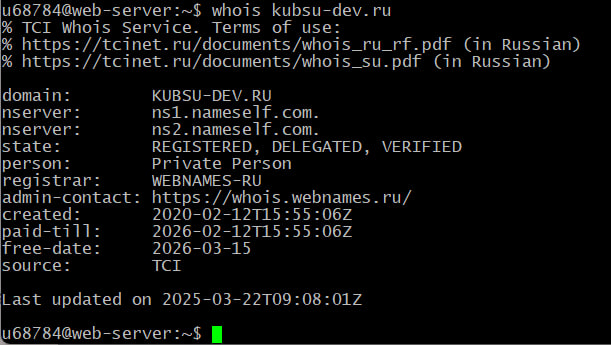 u68784@web-server:~$ whois kubsu-dev.ru
% TCI Whois Service. Terms of use:
% https://tcinet.ru/documents/whois_ru_rf.pdf (in Russian)
% https://tcinet.ru/documents/whois_su.pdf (in Russian)

domain:        KUBSU-DEV.RU
nserver:       ns1.nameself.com.
nserver:       ns2.nameself.com.
state:         REGISTERED, DELEGATED, VERIFIED
person:        Private Person
registrar:     WEBNAMES-RU
admin-contact: https://whois.webnames.ru/
created:       2020-02-12T15:55:06Z
paid-till:     2026-02-12T15:55:06Z
free-date:     2026-03-15
source:        TCI

Last updated on 2025-03-22T09:08:01Z

u68784@web-server:~$